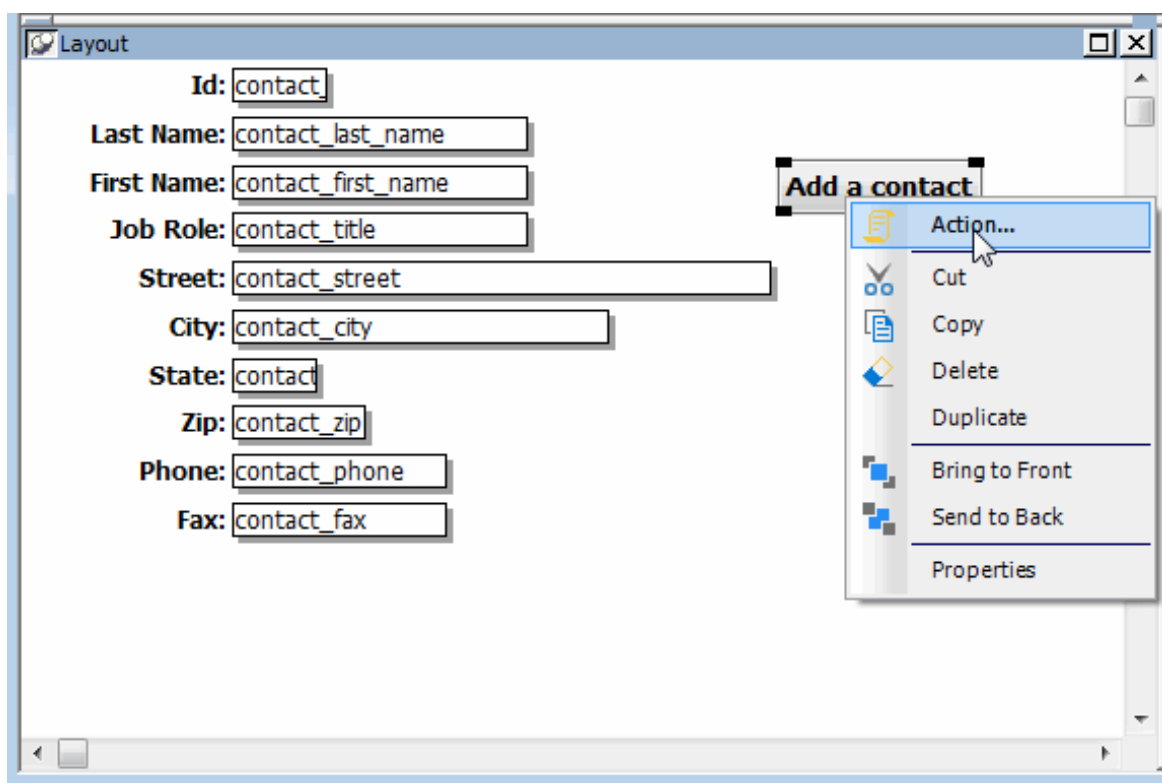 Layout
Id: contact_
Last Name: contact_last_name
First Name: contact_first_name
Add a contact
Job Role: contact_title
Action...
Street: contact_street
Cut
City: contact_city
Copy
State: contact
Delete
Zip: contact_zip
Duplicate
Phone: contact_phone
Bring to Front
Fax: contact_fax
Send to Back
Properties